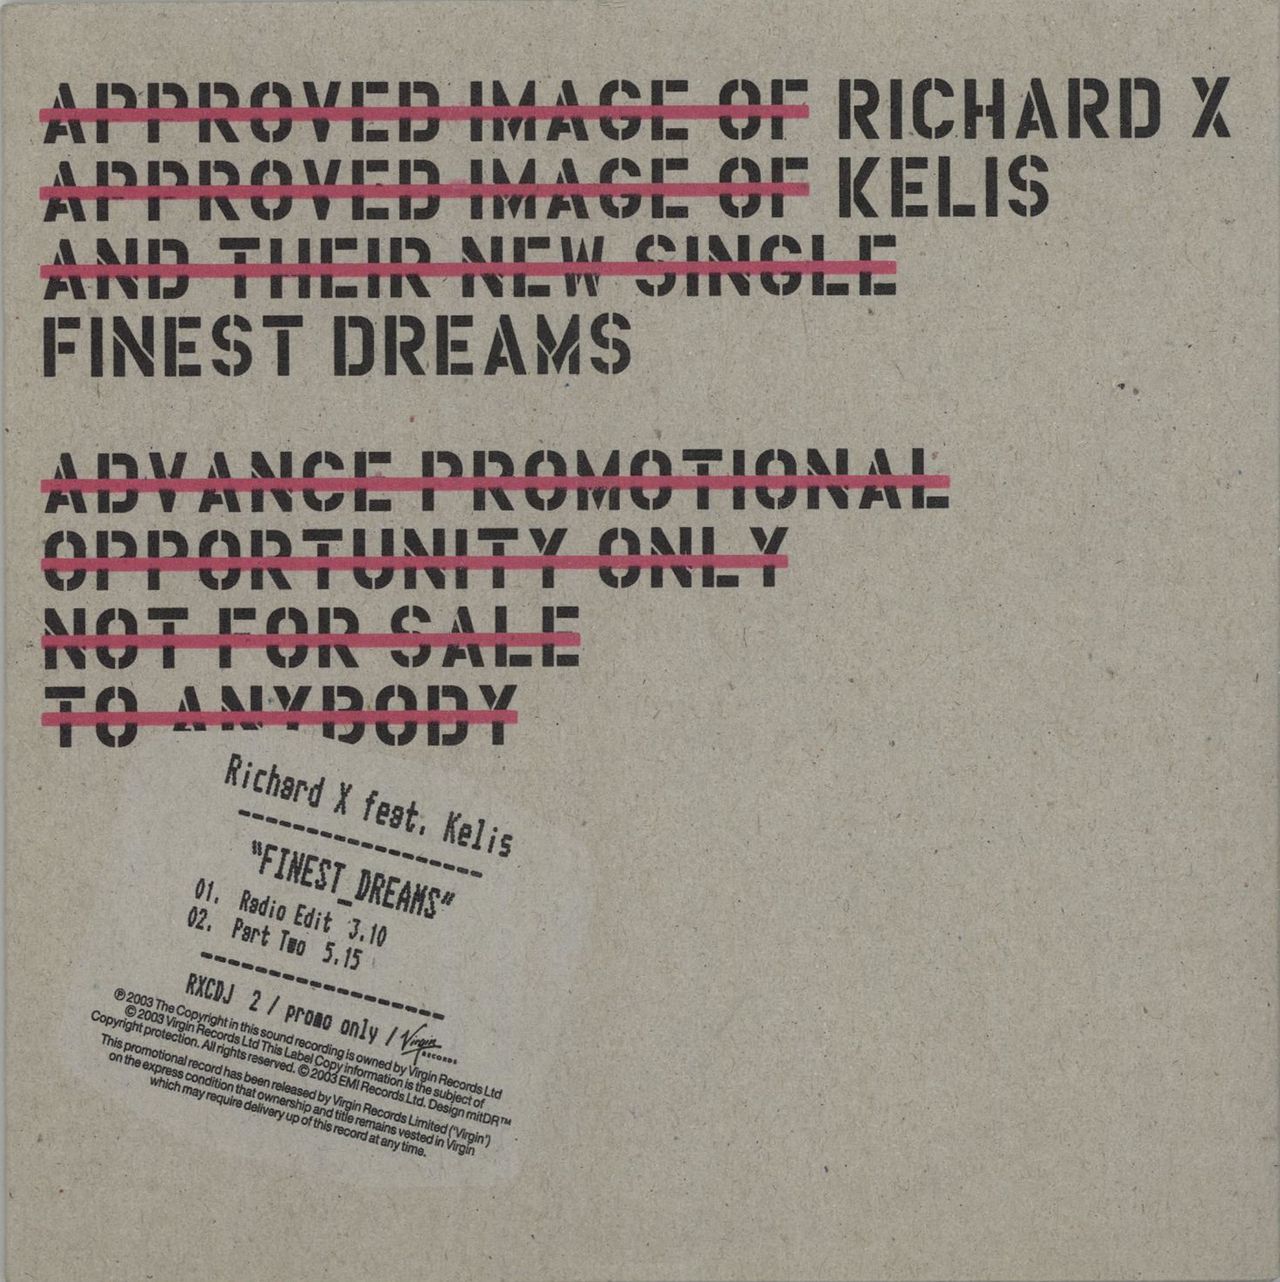 APPROVED IMAGE OF RICHARD X
APPROVED IMAGE OF KELIS
AND THEIR NEW SINGLE
FINEST DREAMS
ADVANCE PROMOTIONAL
OPPORTUNITY ONLY
NOT FOR SALE
TO ANYBODY
Richard X feat. Kelis
"FINEST_DREAMS"
01. Radio Edit 3.10
02. Part Two 5.15
RXCDJ 2 / promo only / Virgin RECORDS
℗ 2003 The Copyright in this sound recording is owned by Virgin Records Ltd
© 2003 Virgin Records Ltd This Label Copy information is the subject of
Copyright protection. All rights reserved. © 2003 EMI Records Ltd. Design mitDR™
This promotional record has been released by Virgin Records Limited ('Virgin')
on the express condition that ownership and title remains vested in Virgin
which may require delivery up of this record at any time.